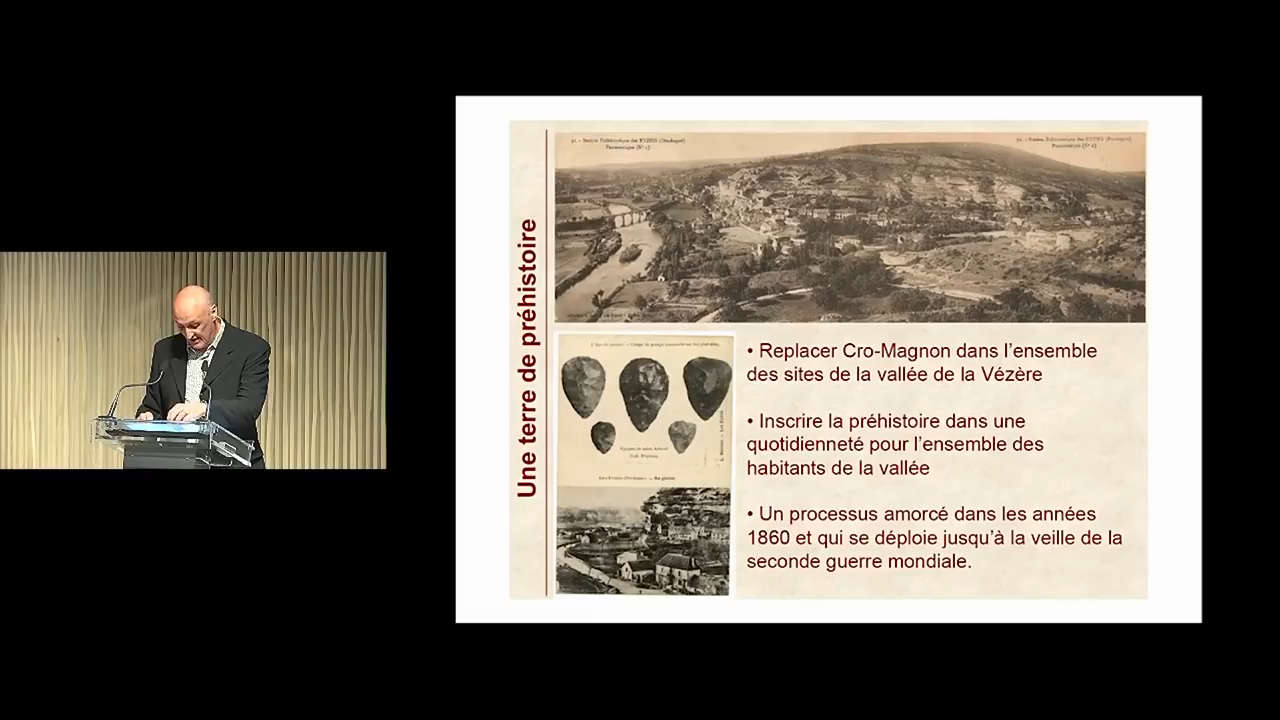 Une terre de préhistoire
• Replacer Cro-Magnon dans l'ensemble
des sites de la vallée de la Vézère
• Inscrire la préhistoire dans une
quotidienneté pour l'ensemble des
habitants de la vallée
• Un processus amorcé dans les années
1860 et qui se déploie jusqu'à la veille de la
seconde guerre mondiale.